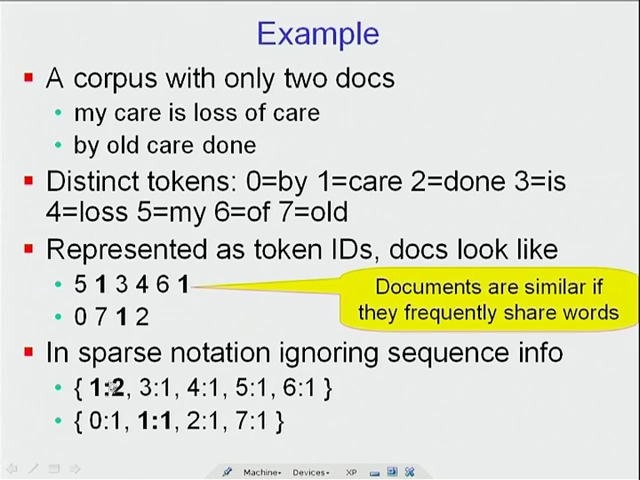 Example
A corpus with only two docs
my care is loss of care
by old care done
Distinct tokens: 0=by 1=care 2=done 3=is
4=loss 5=my 6=of 7=old
Represented as token IDs, docs look like
5 1 3 4 6 1
0 7 1 2
Documents are similar if
they frequently share words
In sparse notation ignoring sequence info
{ 1:2, 3:1, 4:1, 5:1, 6:1 }
{ 0:1, 1:1, 2:1, 7:1 }
Machine Devices XP